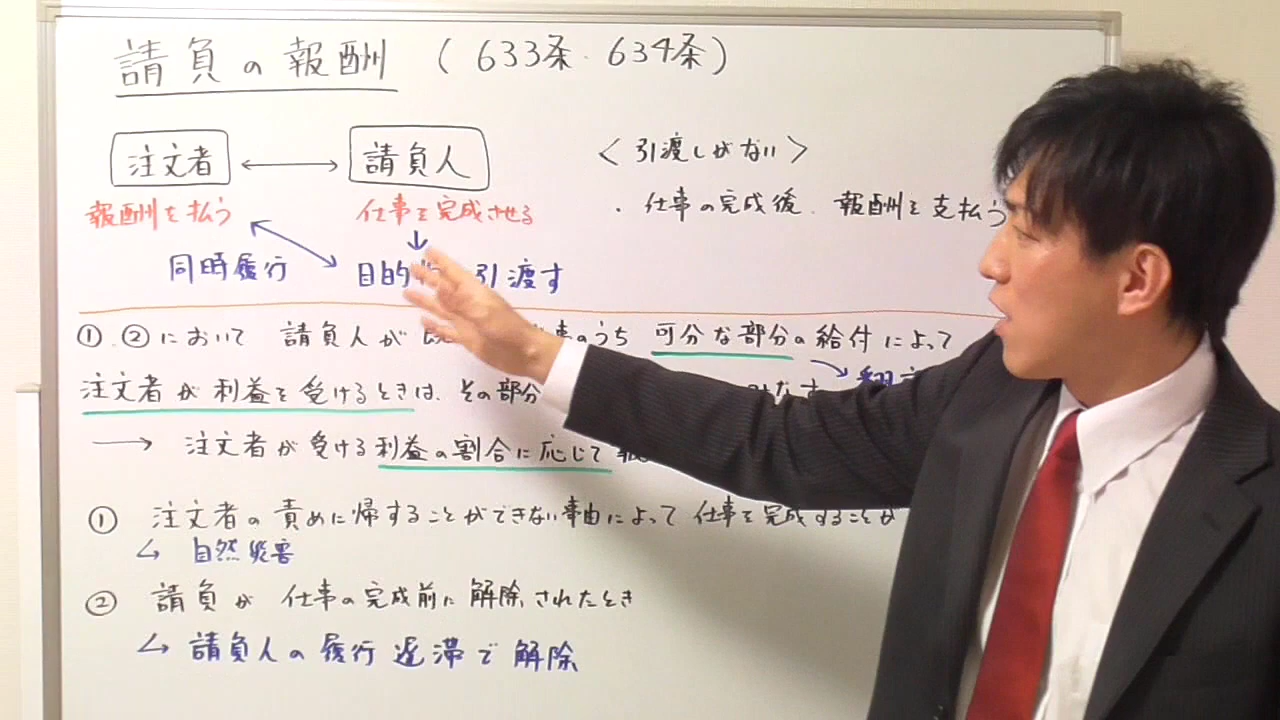 請負の報酬 (633条・634条)
注文者 ↔ 請負人
報酬を払う 仕事を完成させる
↓
同時履行 目的 引渡す
<引渡しがない>
・仕事の完成後、報酬を支払う
①、②において 請負人が のうち 可分な部分の給付によって
注文者が利益を受けるときは、その部分 みなす
→ 注文者が受ける利益の割合に応じて
① 注文者の責めに帰することができない事由によって仕事を完成することが
↳ 自然災害
② 請負が 仕事の完成前に解除されたとき
↳ 請負人の履行遅滞で解除